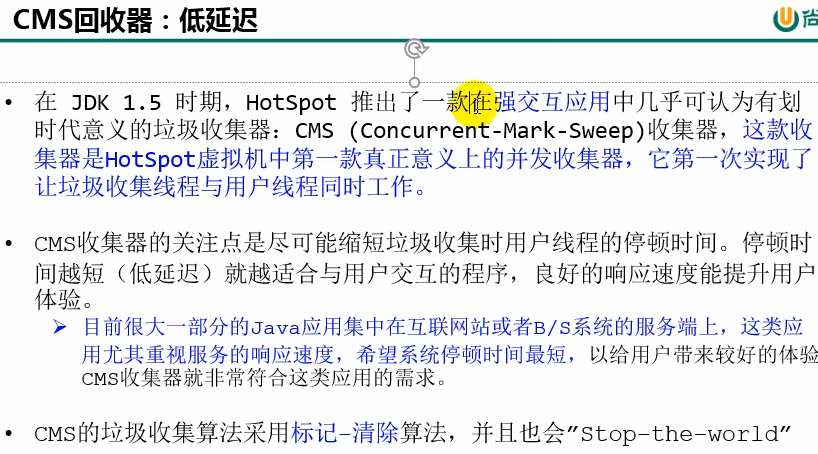 CMS回收器：低延迟
尚
• 在 JDK 1.5 时期，HotSpot 推出了一款在强交互应用中几乎可认为有划
时代意义的垃圾收集器：CMS (Concurrent-Mark-Sweep)收集器，这款收
集器是HotSpot虚拟机中第一款真正意义上的并发收集器，它第一次实现了
让垃圾收集线程与用户线程同时工作。
• CMS收集器的关注点是尽可能缩短垃圾收集时用户线程的停顿时间。停顿时
间越短（低延迟）就越适合与用户交互的程序，良好的响应速度能提升用户
体验。
➢ 目前很大一部分的Java应用集中在互联网站或者B/S系统的服务端上，这类应
用尤其重视服务的响应速度，希望系统停顿时间最短，以给用户带来较好的体验
CMS收集器就非常符合这类应用的需求。
• CMS的垃圾收集算法采用标记-清除算法，并且也会”Stop-the-world”